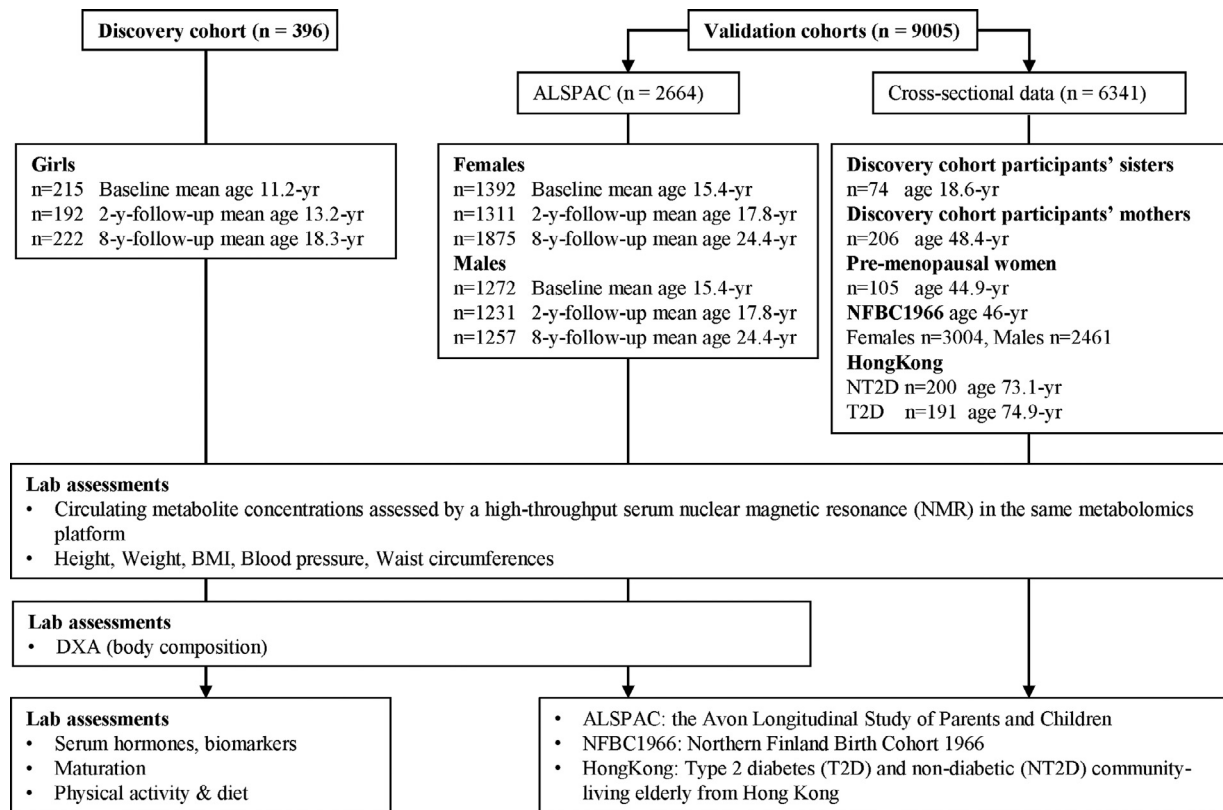 Discovery cohort (n = 396)
Validation cohorts (n = 9005)
ALSPAC (n = 2664)
Cross-sectional data (n = 6341)
Girls
n=215 Baseline mean age 11.2-yr
n=192 2-y-follow-up mean age 13.2-yr
n=222 8-y-follow-up mean age 18.3-yr
Females
n=1392 Baseline mean age 15.4-yr
n=1311 2-y-follow-up mean age 17.8-yr
n=1875 8-y-follow-up mean age 24.4-yr
Males
n=1272 Baseline mean age 15.4-yr
n=1231 2-y-follow-up mean age 17.8-yr
n=1257 8-y-follow-up mean age 24.4-yr
Discovery cohort participants' sisters
n=74 age 18.6-yr
Discovery cohort participants' mothers
n=206 age 48.4-yr
Pre-menopausal women
n=105 age 44.9-yr
NFBC1966 age 46-yr
Females n=3004, Males n=2461
HongKong
NT2D n=200 age 73.1-yr
T2D n=191 age 74.9-yr
Lab assessments
• Circulating metabolite concentrations assessed by a high-throughput serum nuclear magnetic resonance (NMR) in the same metabolomics
platform
• Height, Weight, BMI, Blood pressure, Waist circumferences
Lab assessments
• DXA (body composition)
Lab assessments
• Serum hormones, biomarkers
• Maturation
• Physical activity & diet
• ALSPAC: the Avon Longitudinal Study of Parents and Children
• NFBC1966: Northern Finland Birth Cohort 1966
• HongKong: Type 2 diabetes (T2D) and non-diabetic (NT2D) community-
living elderly from Hong Kong